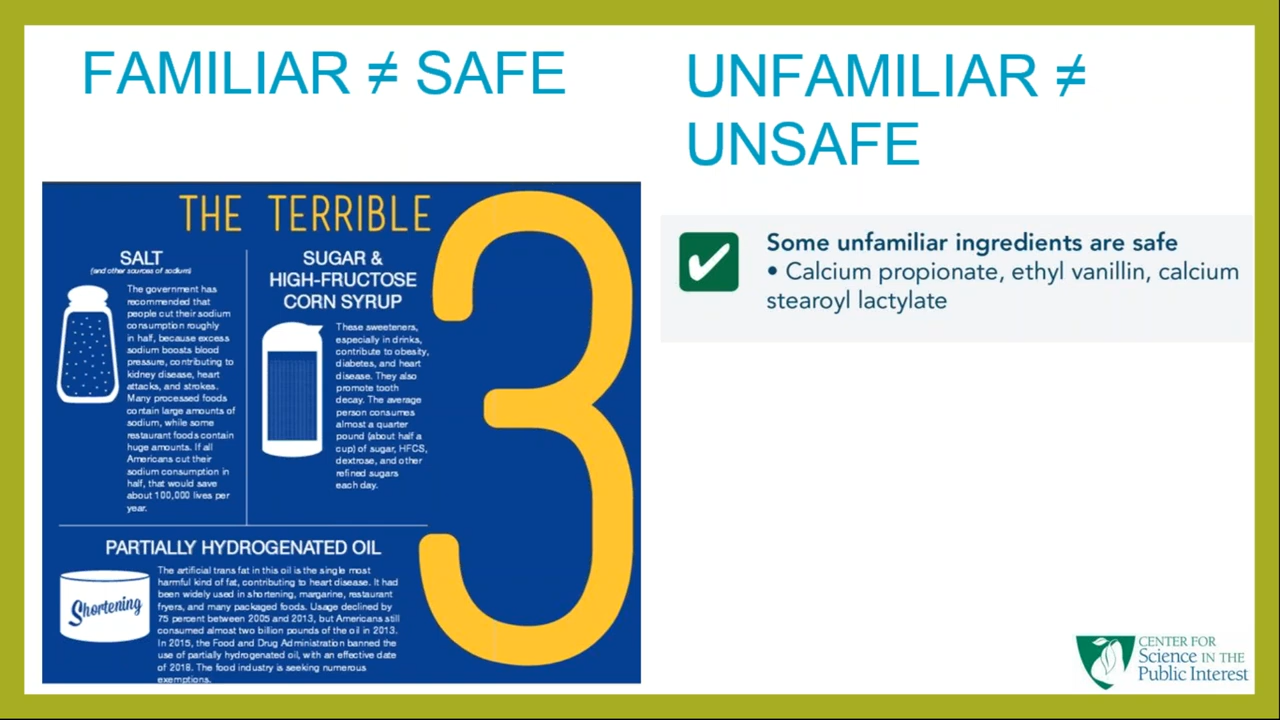 FAMILIAR ≠ SAFE
THE TERRIBLE
3
SALT
(and other sources of sodium)
The government has
recommended that
people cut their sodium
consumption roughly
in half, because excess
sodium boosts blood
pressure, contributing to
kidney disease, heart
attacks, and strokes.
Many processed foods
contain large amounts of
sodium, while some
restaurant foods contain
huge amounts. If all
Americans cut their
sodium consumption in
half, that would save
about 100,000 lives per
year.
SUGAR &
HIGH-FRUCTOSE
CORN SYRUP
These sweeteners,
especially in drinks,
contribute to obesity,
diabetes, and heart
disease. They also
promote tooth
decay. The average
person consumes
almost a quarter
pound (about half a
cup) of sugar, HFCS,
dextrose, and other
refined sugars
each day.
PARTIALLY HYDROGENATED OIL
Shortening
The artificial trans fat in this oil is the single most
harmful kind of fat, contributing to heart disease. It had
been widely used in shortening, margarine, restaurant
fryers, and many packaged foods. Usage declined by
75 percent between 2005 and 2013, but Americans still
consumed almost two billion pounds of the oil in 2013.
In 2015, the Food and Drug Administration banned the
use of partially hydrogenated oil, with an effective date
of 2018. The food industry is seeking numerous
exemptions.
UNFAMILIAR ≠
UNSAFE
Some unfamiliar ingredients are safe
• Calcium propionate, ethyl vanillin, calcium
stearoyl lactylate
CENTER FOR
Science IN THE
Public Interest